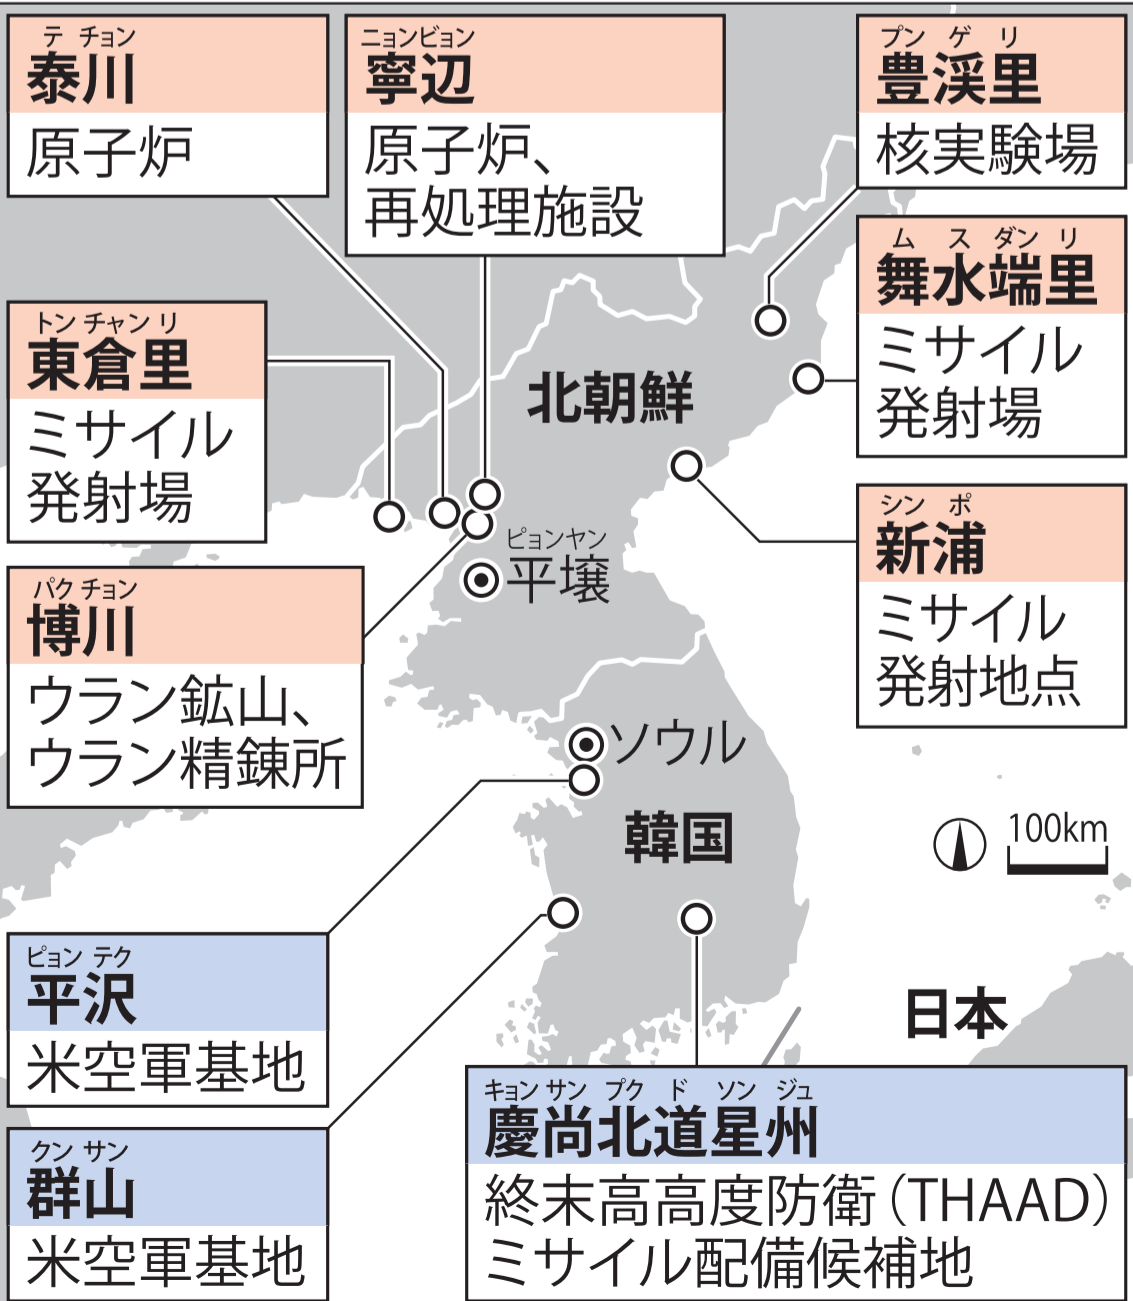 テ チョン
泰川
原子炉
ニョンビョン
寧辺
原子炉、
再処理施設
プン ゲ リ
豊渓里
核実験場
ム ス ダン リ
舞水端里
ミサイル
発射場
トン チャン リ
東倉里
ミサイル
発射場
北朝鮮
シン ポ
新浦
ミサイル
発射地点
ピョンヤン
平壌
パク チョン
博川
ウラン鉱山、
ウラン精錬所
ソウル
韓国
100km
ピョン テク
平沢
米空軍基地
日本
クン サン
群山
米空軍基地
キョン サン プク ド ソン ジュ
慶尚北道星州
終末高高度防衛（THAAD）
ミサイル配備候補地